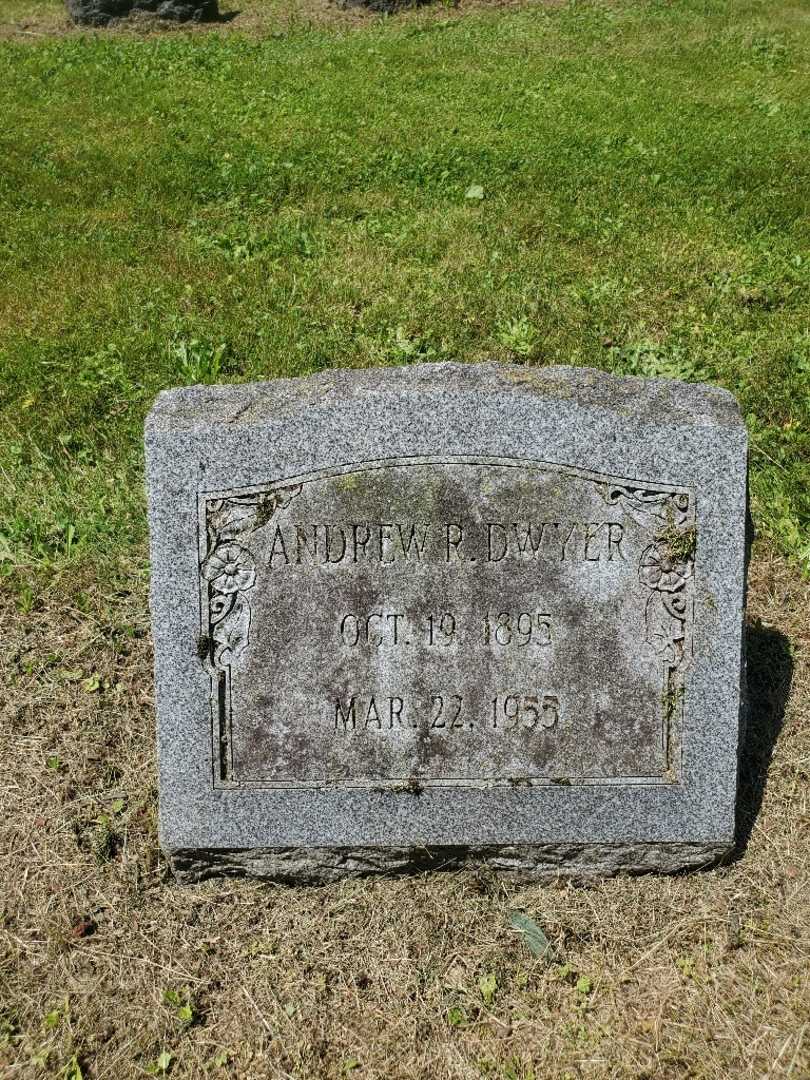 ANDREW R. DWYER
OCT. 19, 1895
MAR. 22, 1955